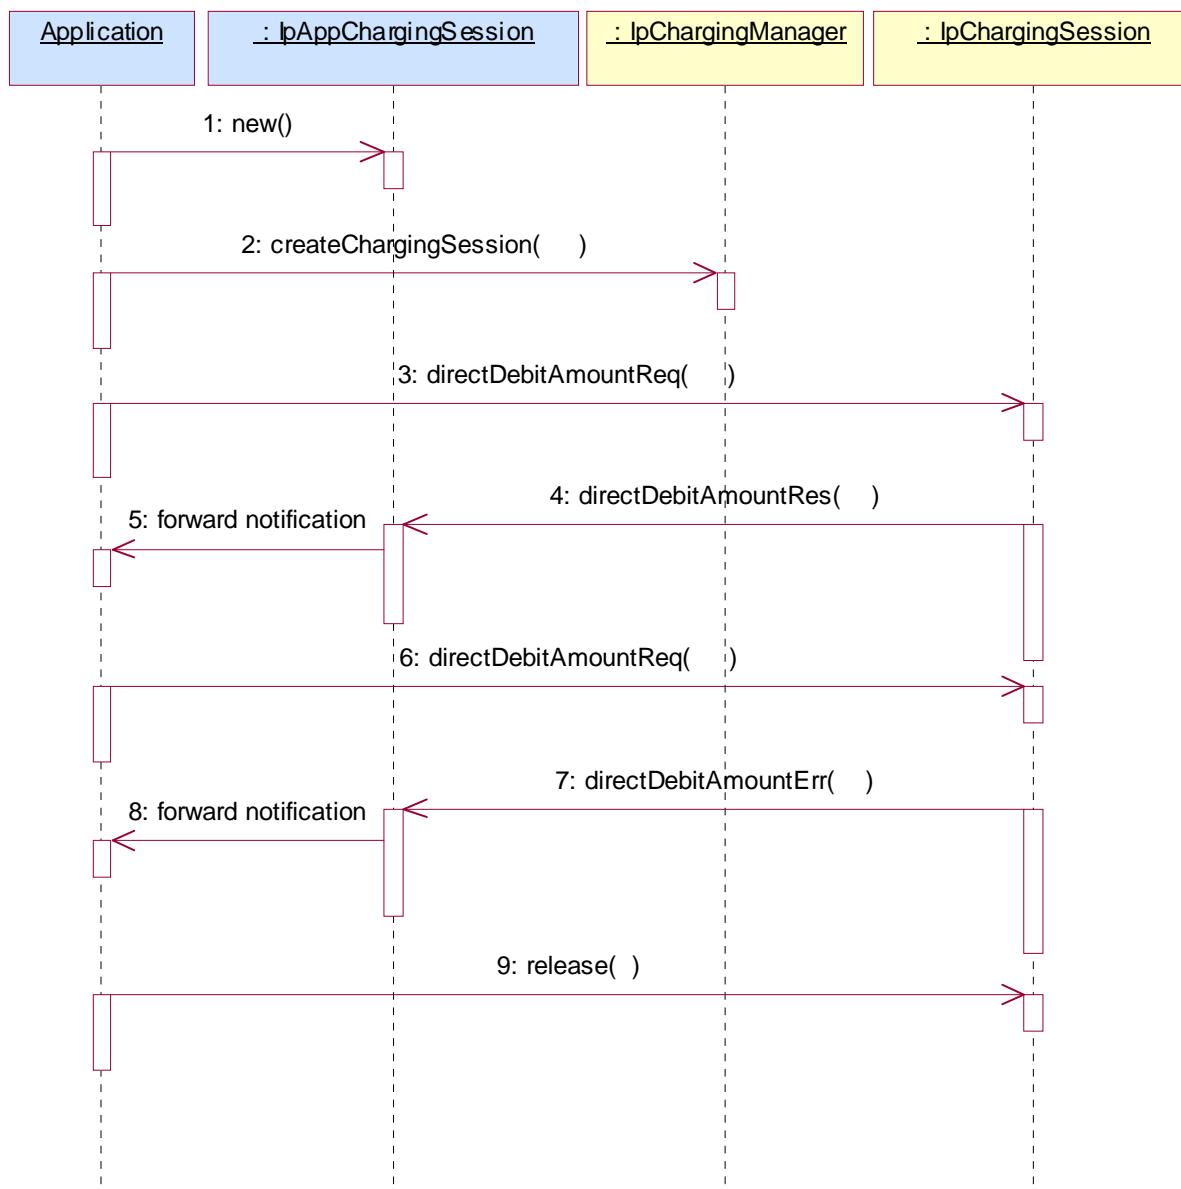 Application
: IpAppChargingSession
: IpChargingManager
: IpChargingSession
1: new()
2: createChargingSession( )
3: directDebitAmountReq( )
4: directDebitAmountRes( )
5: forward notification
6: directDebitAmountReq( )
7: directDebitAmountErr( )
8: forward notification
9: release( )